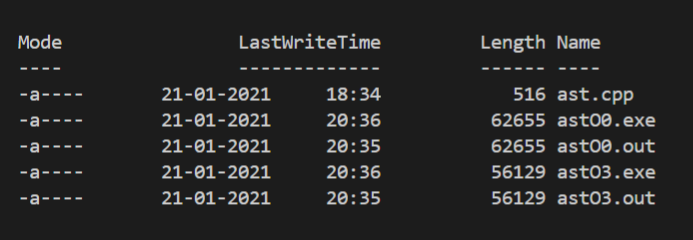 Mode LastWriteTime Length Name
---- ------------- ------ ----
-a---- 21-01-2021 18:34 516 ast.cpp
-a---- 21-01-2021 20:36 62655 astO0.exe
-a---- 21-01-2021 20:35 62655 astO0.out
-a---- 21-01-2021 20:36 56129 astO3.exe
-a---- 21-01-2021 20:35 56129 astO3.out